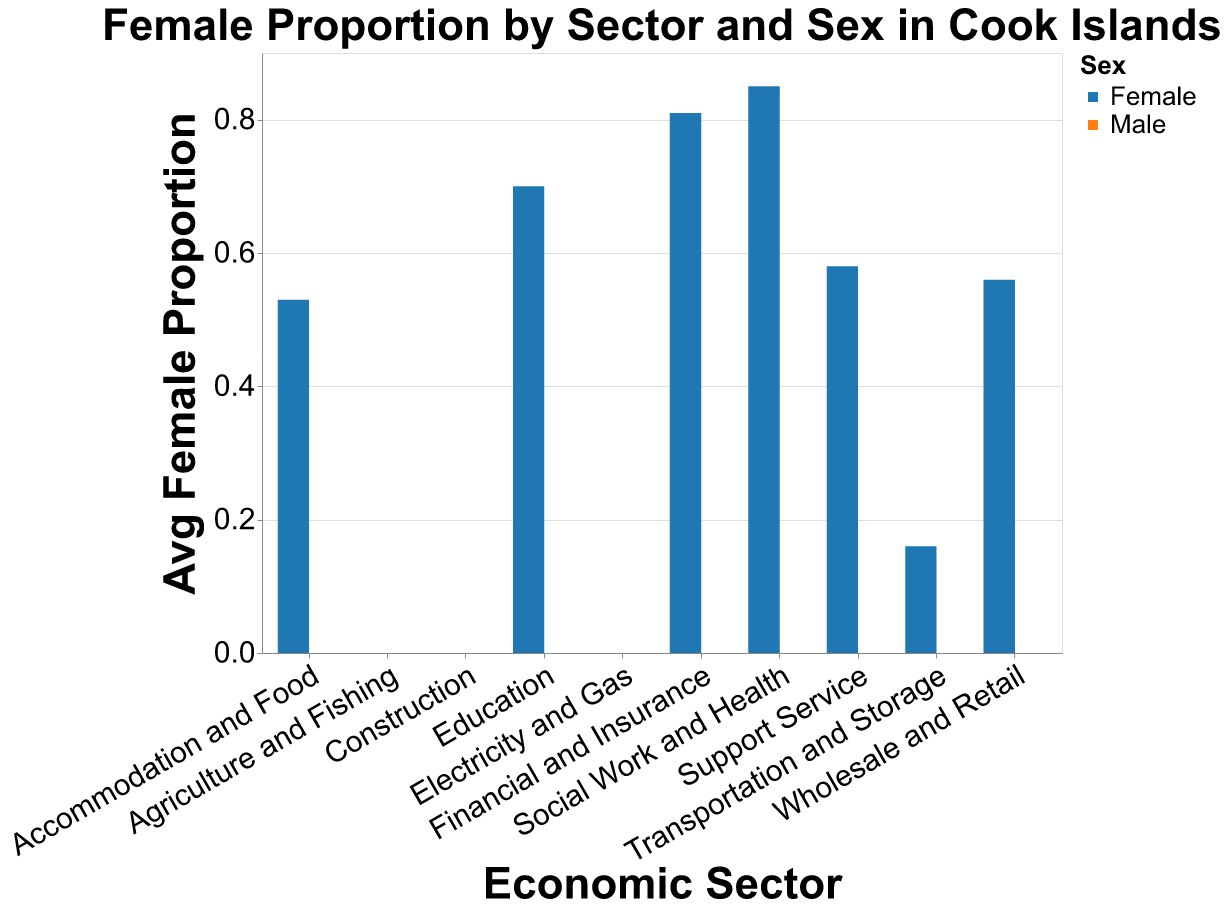 Female Proportion by Sector and Sex in Cook Islands
Sex
Female
Male
Avg Female Proportion
0.8
0.6
0.4
0.2
0.0
Accommodation and Food
Agriculture and Fishing
Construction
Education
Electricity and Gas
Financial and Insurance
Social Work and Health
Support Service
Transportation and Storage
Wholesale and Retail
Economic Sector